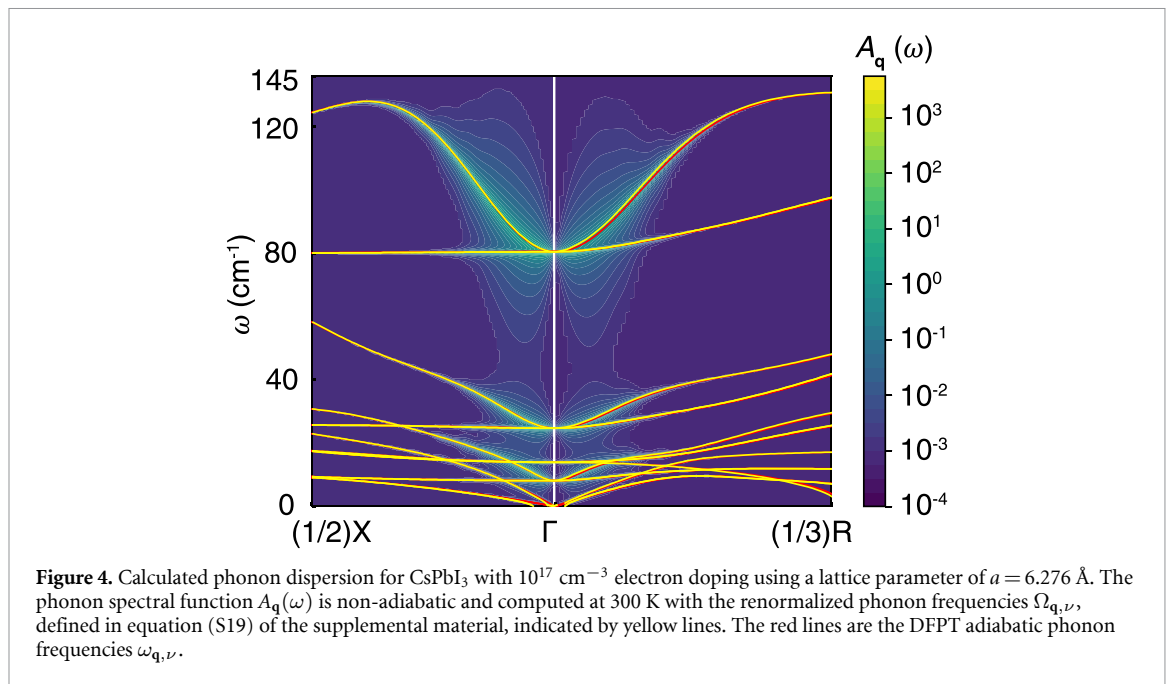 A𝐪 (ω)
145
120
80
40
0
ω (cm⁻¹)
(1/2)X Γ (1/3)R
10³
10²
10¹
10⁰
10⁻¹
10⁻²
10⁻³
10⁻⁴
Figure 4. Calculated phonon dispersion for CsPbI₃ with 10¹⁷ cm⁻³ electron doping using a lattice parameter of a = 6.276 Å. The
phonon spectral function A𝐪(ω) is non-adiabatic and computed at 300 K with the renormalized phonon frequencies Ω𝐪,ν,
defined in equation (S19) of the supplemental material, indicated by yellow lines. The red lines are the DFPT adiabatic phonon
frequencies ω𝐪,ν.